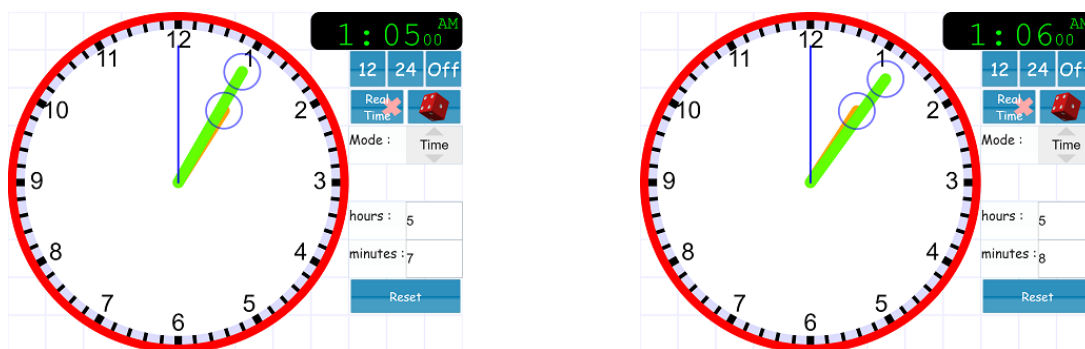 12
11
1
10
2
9
3
8
4
7
5
6
1:05 00 AM
12 24 Off
Real
Time
Mode : Time
hours : 5
minutes : 7
Reset
12
11
1
10
2
9
3
8
4
7
5
6
1:06 00 AM
12 24 Off
Real
Time
Mode : Time
hours : 5
minutes : 8
Reset